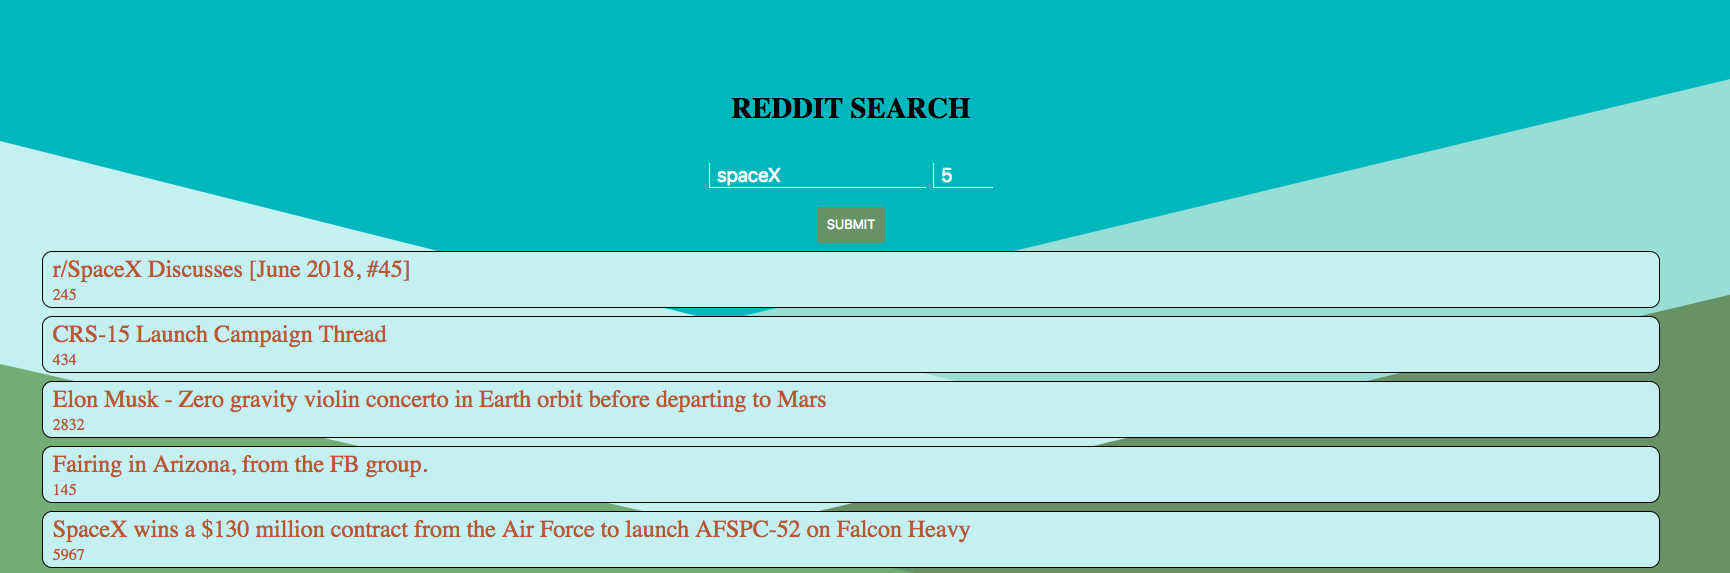 REDDIT SEARCH
spaceX 5
SUBMIT
r/SpaceX Discusses [June 2018, #45]
245
CRS-15 Launch Campaign Thread
434
Elon Musk - Zero gravity violin concerto in Earth orbit before departing to Mars
2832
Fairing in Arizona, from the FB group.
145
SpaceX wins a $130 million contract from the Air Force to launch AFSPC-52 on Falcon Heavy
5967